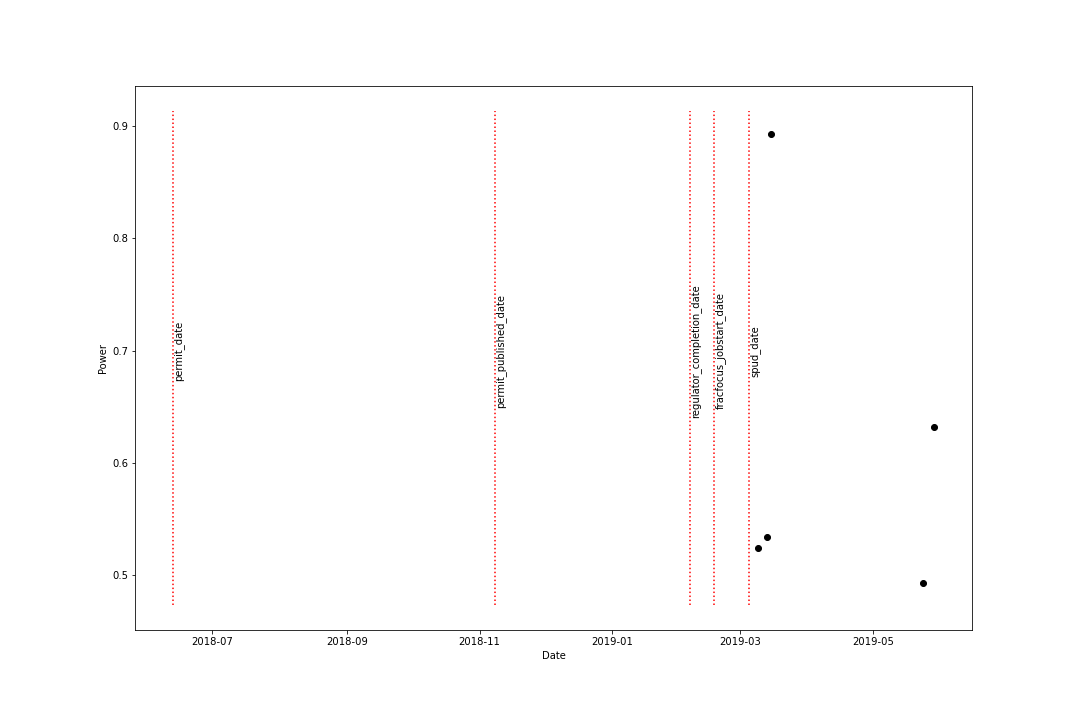 0.9
0.8
0.7
0.6
0.5
Power
permit_date
permit_published_date
regulator_completion_date
fracfocus_jobstart_date
spud_date
2018-07
2018-09
2018-11
2019-01
2019-03
2019-05
Date